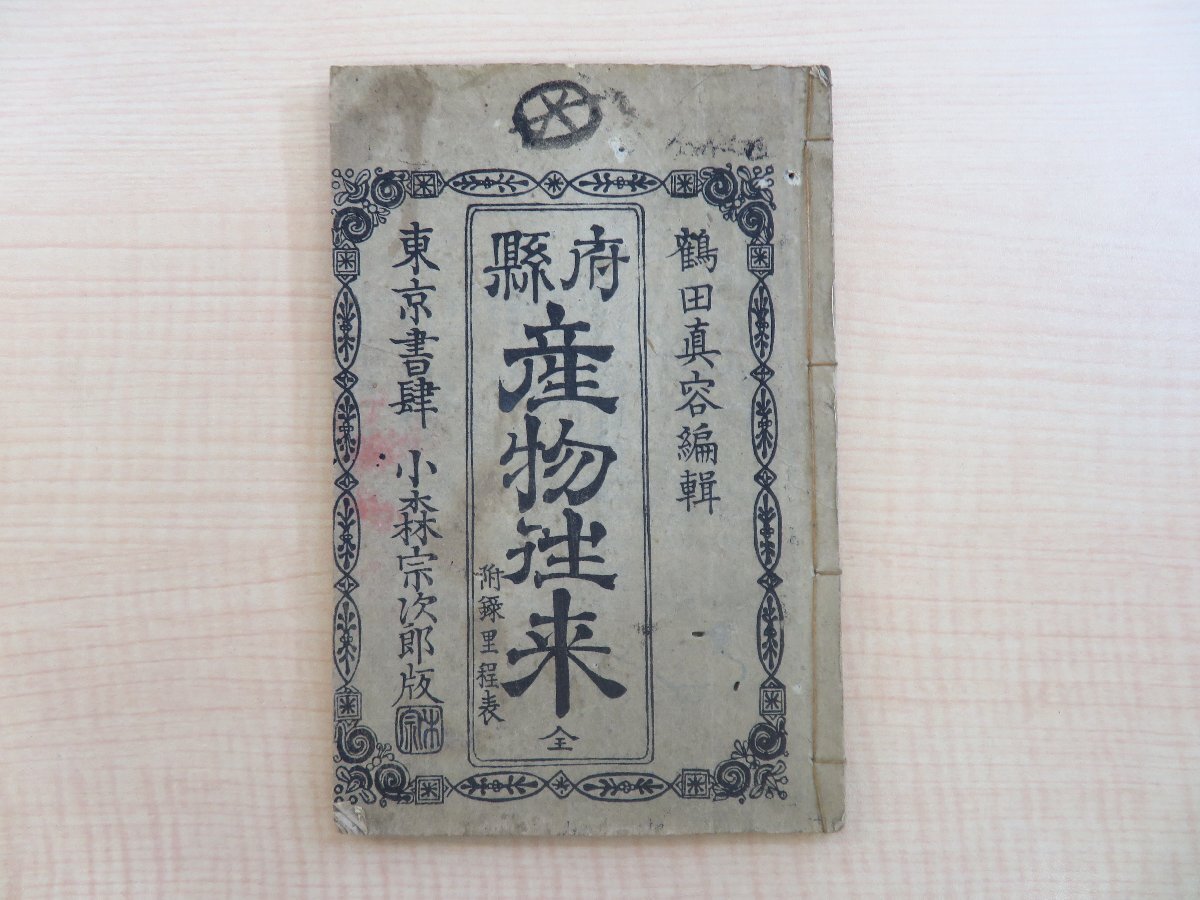 鶴田真容編輯
府縣
産物往来
附録里程表
全
東京書肆 小森宗次郎版